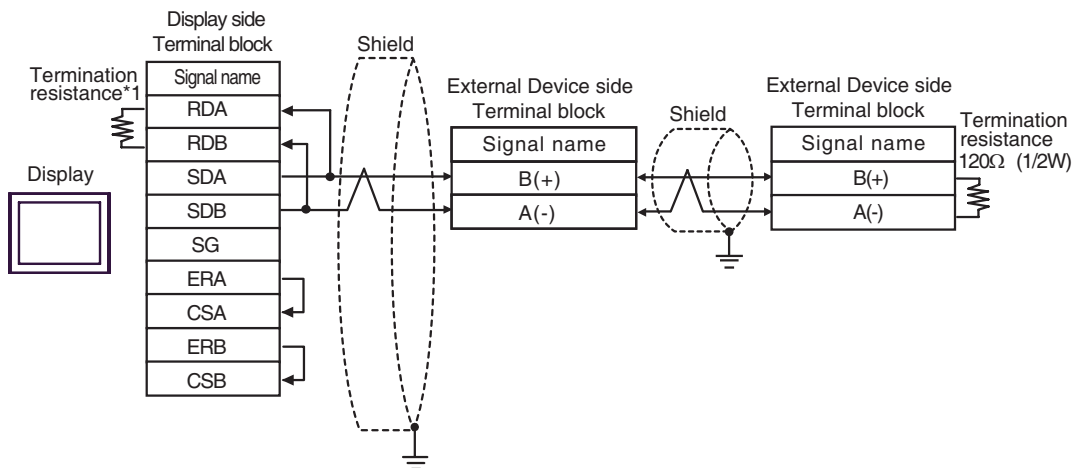 Display side
Terminal block
Shield
Termination
resistance*1
Signal name
RDA
RDB
SDA
SDB
SG
ERA
CSA
ERB
CSB
Display
External Device side
Terminal block
Signal name
B(+)
A(-)
Shield
External Device side
Terminal block
Signal name
B(+)
A(-)
Termination
resistance
120Ω (1/2W)